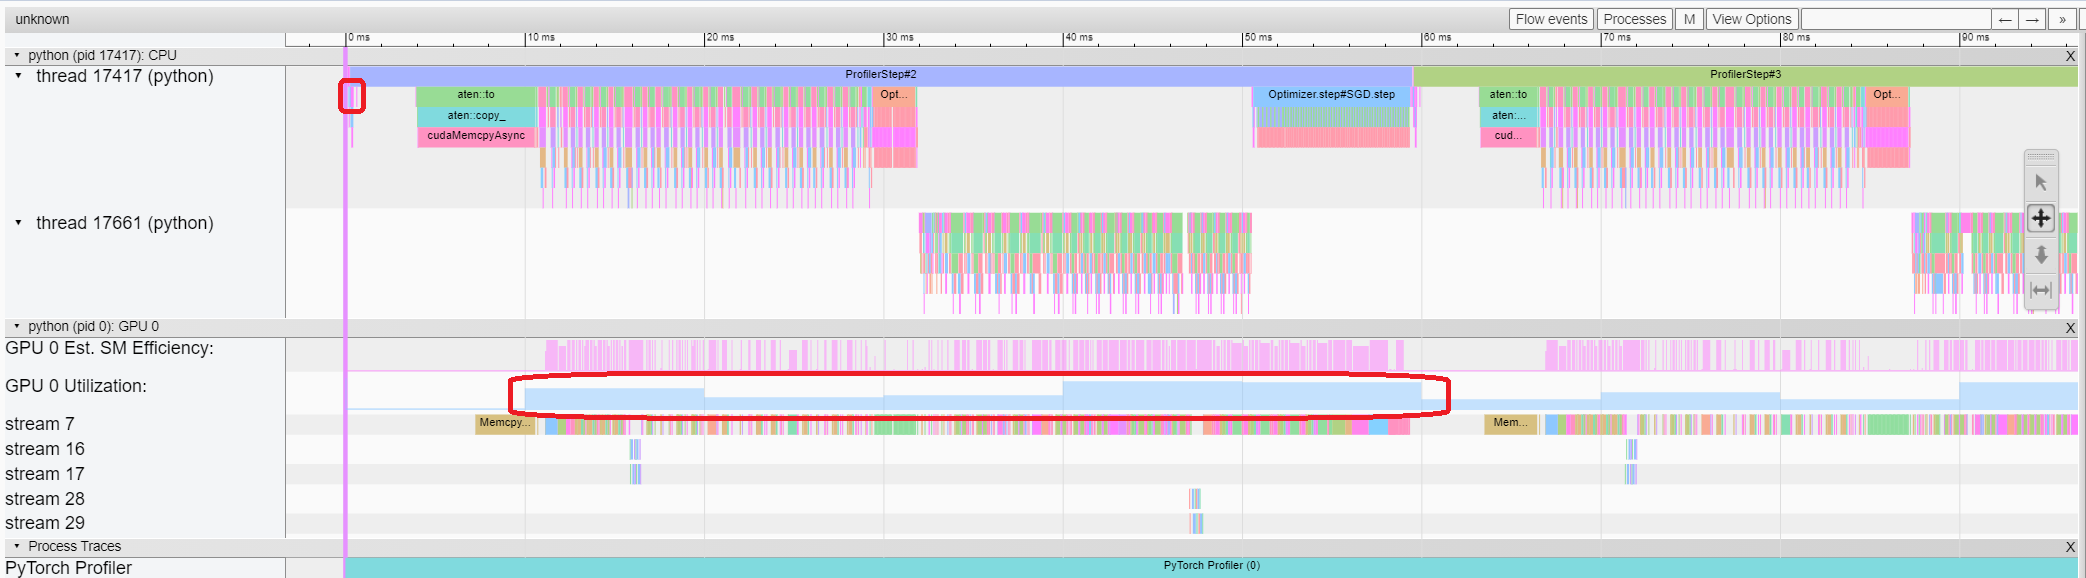 unknown Flow events Processes M View Options ← → »
0 ms 10 ms 20 ms 30 ms 40 ms 50 ms 60 ms 70 ms 80 ms 90 ms
python (pid 17417): CPU X
thread 17417 (python) ProfilerStep#2 ProfilerStep#3
aten::to Opt... Optimizer.step#SGD.step aten::to Opt...
aten::copy_ aten:...
cudaMemcpyAsync cud...
thread 17661 (python)
python (pid 0): GPU 0 X
GPU 0 Est. SM Efficiency:
GPU 0 Utilization:
stream 7 Memcpy... Mem...
stream 16
stream 17
stream 28
stream 29
Process Traces X
PyTorch Profiler PyTorch Profiler (0)